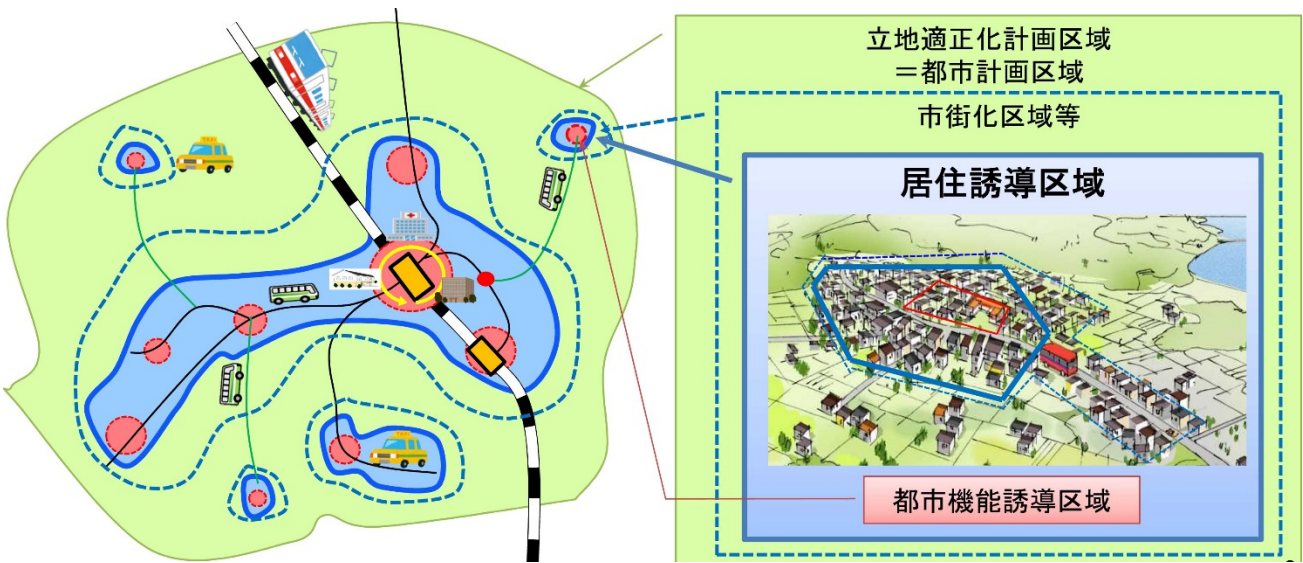 立地適正化計画区域
＝都市計画区域
市街化区域等
居住誘導区域
都市機能誘導区域